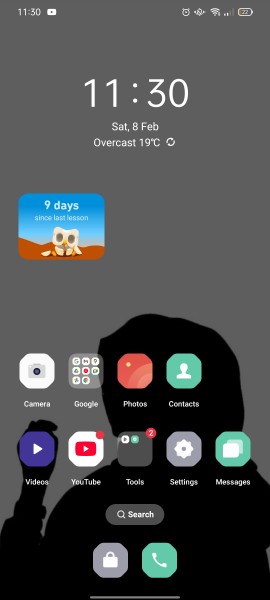 11:30
22
11:30
Sat, 8 Feb
Overcast 19°C
9 days
since last lesson
Camera
Google
Photos
Contacts
2
Videos
YouTube
Tools
Settings
Messages
Search